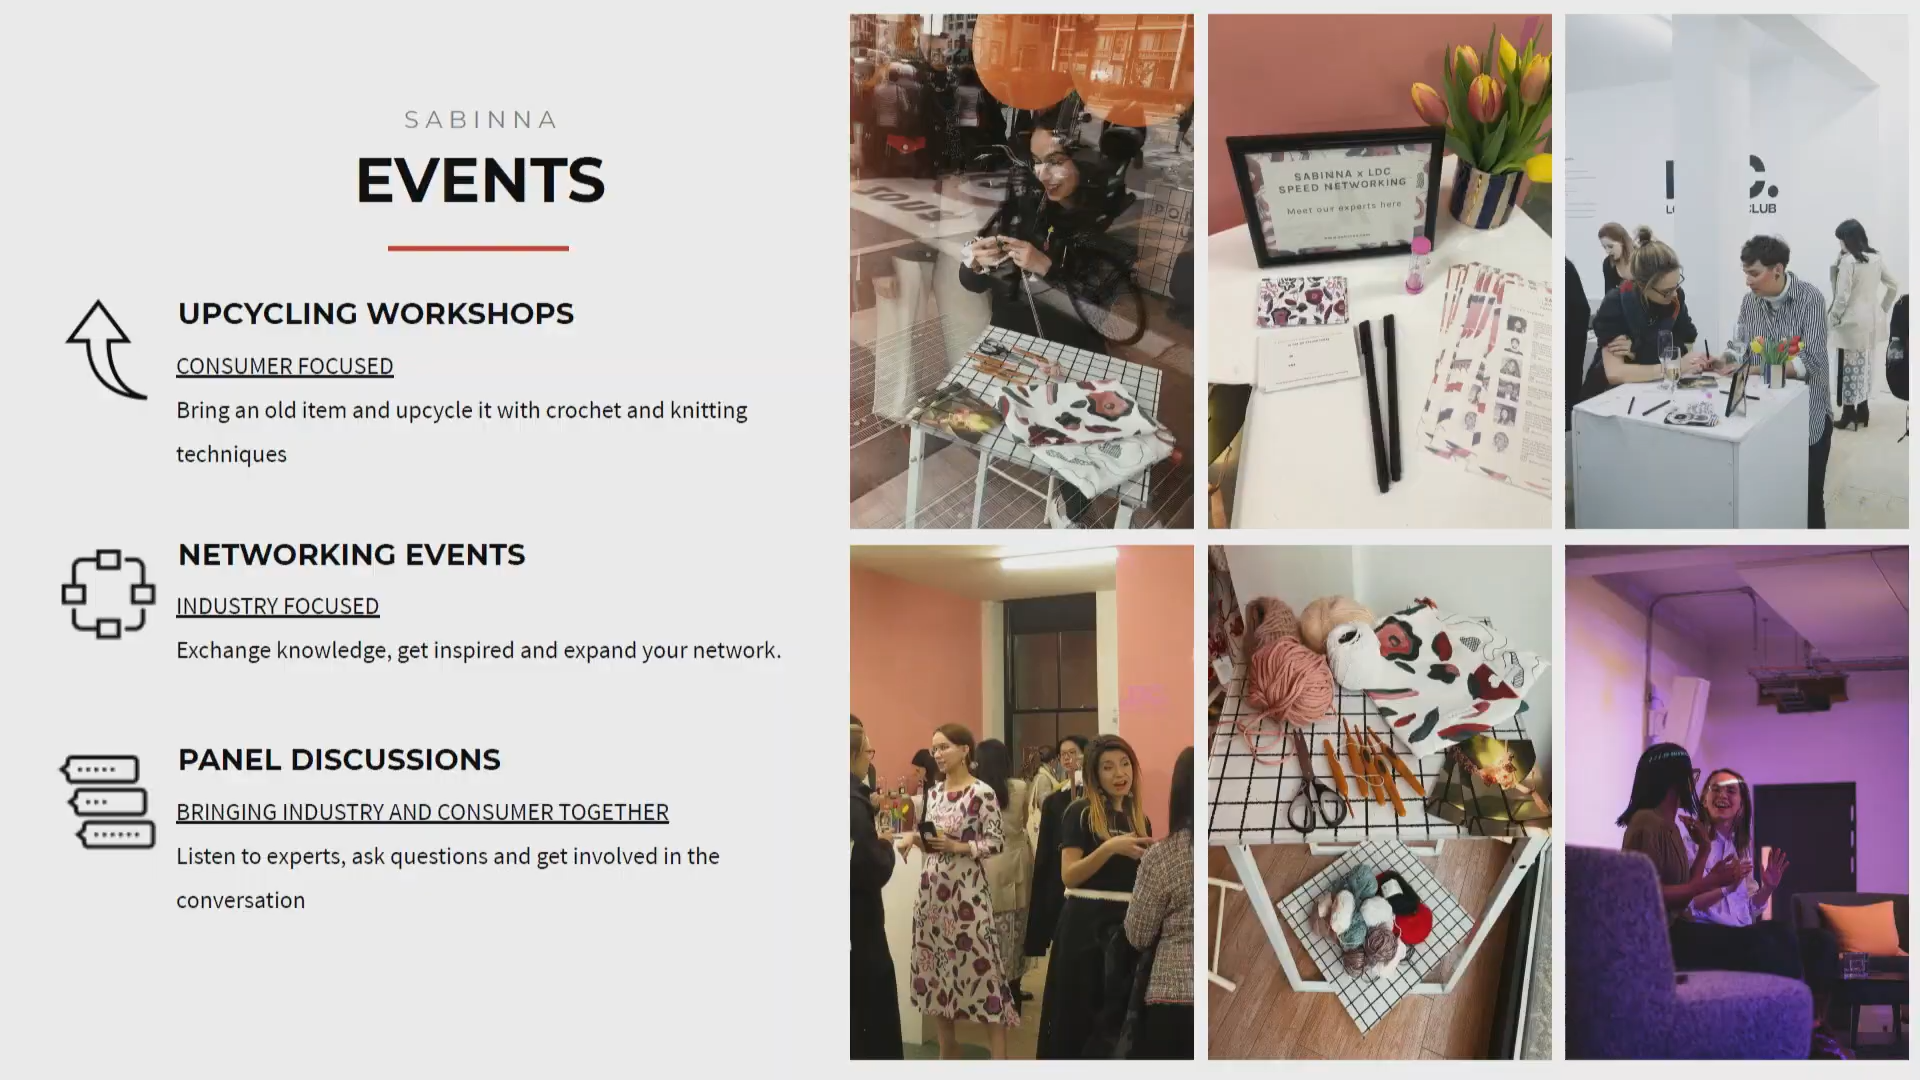 SABINNA
EVENTS
UPCYCLING WORKSHOPS
CONSUMER FOCUSED
Bring an old item and upcycle it with crochet and knitting
techniques
NETWORKING EVENTS
INDUSTRY FOCUSED
Exchange knowledge, get inspired and expand your network.
PANEL DISCUSSIONS
BRINGING INDUSTRY AND CONSUMER TOGETHER
Listen to experts, ask questions and get involved in the
conversation
SABINNA x LDC
SPEED NETWORKING
Meet our experts here